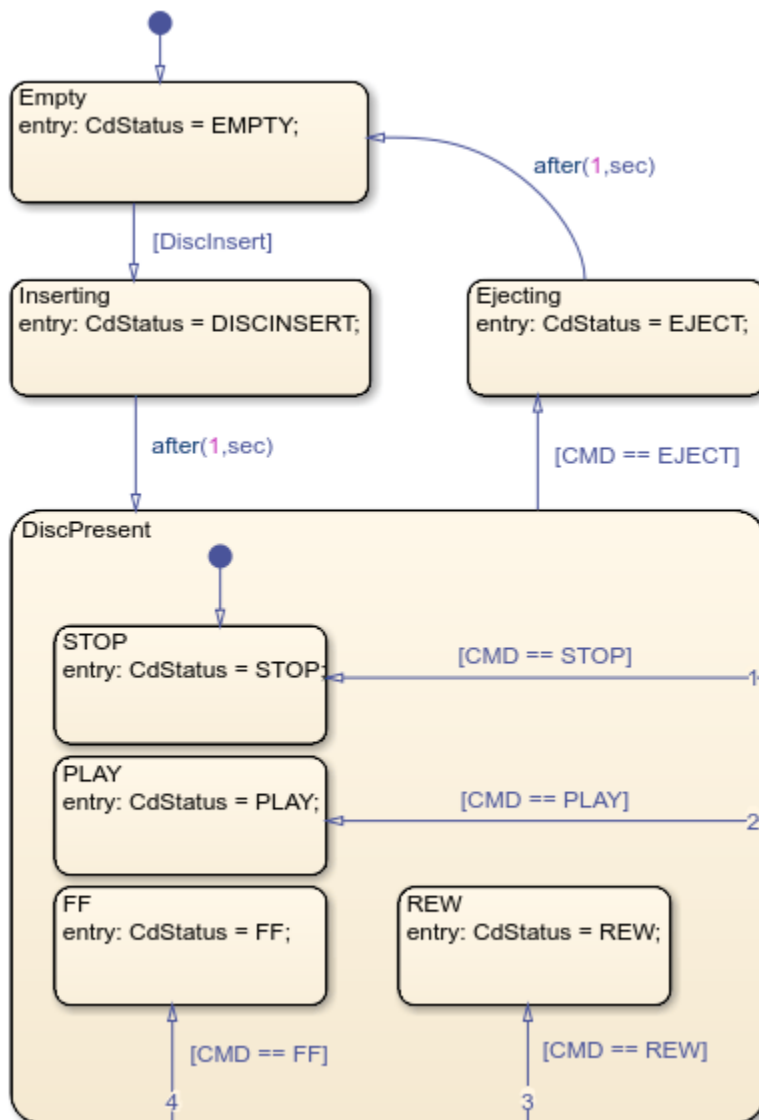 Empty
entry: CdStatus = EMPTY;
after(1,sec)
[DiscInsert]
Inserting
entry: CdStatus = DISCINSERT;
Ejecting
entry: CdStatus = EJECT;
after(1,sec)
[CMD == EJECT]
DiscPresent
STOP
entry: CdStatus = STOP;
[CMD == STOP]
1
PLAY
entry: CdStatus = PLAY;
[CMD == PLAY]
2
FF
entry: CdStatus = FF;
REW
entry: CdStatus = REW;
[CMD == FF]
[CMD == REW]
4
3